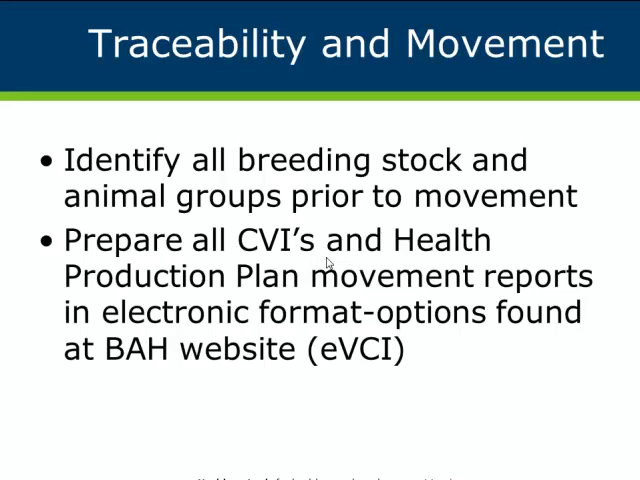 Traceability and Movement
• Identify all breeding stock and
animal groups prior to movement
• Prepare all CVI’s and Health
Production Plan movement reports
in electronic format-options found
at BAH website (eVCI)